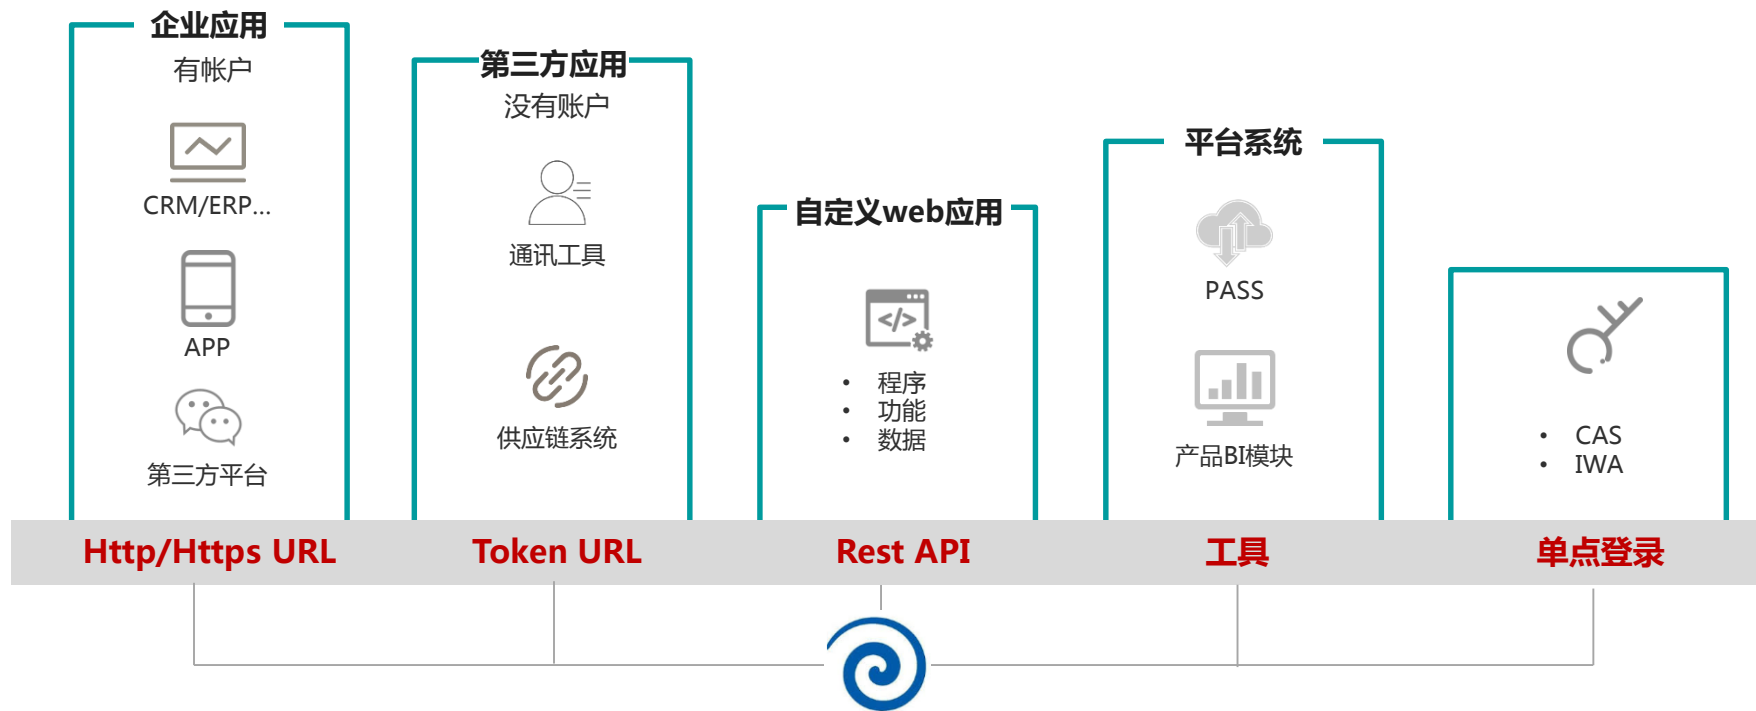 企业应用
有帐户
CRM/ERP...
APP
第三方平台
Http/Https URL
第三方应用
没有账户
通讯工具
供应链系统
Token URL
自定义web应用
• 程序
• 功能
• 数据
Rest API
平台系统
PASS
产品BI模块
工具
• CAS
• IWA
单点登录